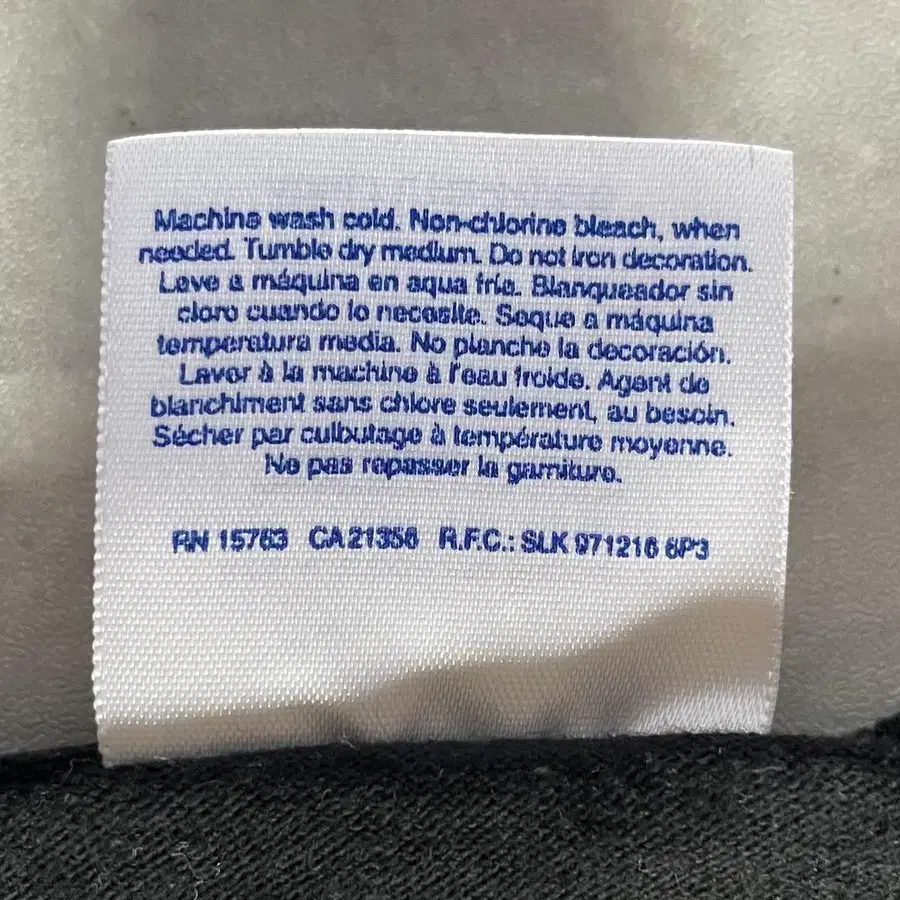 Machine wash cold. Non-chlorine bleach, when
needed. Tumble dry medium. Do not iron decoration.
Lave a máquina en aqua fría. Blanqueador sin
cloro cuando lo necesite. Seque a máquina
temperatura media. No planche la decoración.
Laver à la machine à l'eau froide. Agent de
blanchiment sans chlore seulement, au besoin.
Sécher par culbutage à température moyenne.
Ne pas repasser la garniture.
RN 15763 CA 21356 R.F.C.: SLK 971216 6P3